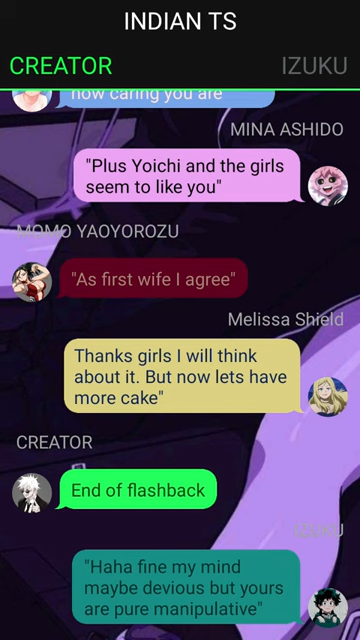 INDIAN TS
CREATOR
IZUKU
how caring you are
MINA ASHIDO
"Plus Yoichi and the girls
seem to like you"
MOMO YAOYOROZU
"As first wife I agree"
Melissa Shield
Thanks girls I will think
about it. But now lets have
more cake"
CREATOR
End of flashback
IZUKU
"Haha fine my mind
maybe devious but yours
are pure manipulative"